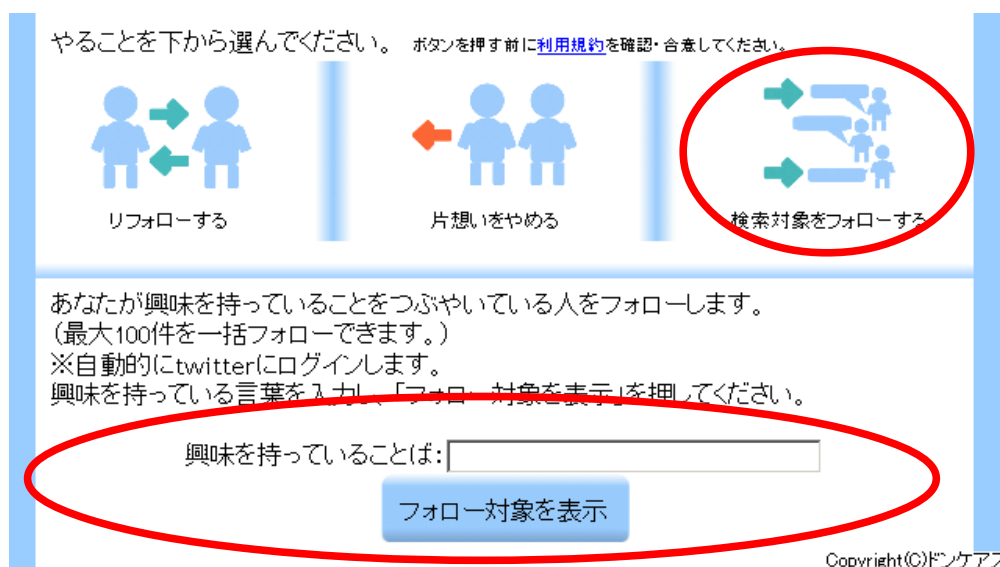 やることを下から選んでください。 ボタンを押す前に利用規約を確認・合意してください。
リフォローする 片想いをやめる 検索対象をフォローする
あなたが興味を持っていることをつぶやいている人をフォローします。
（最大100件を一括フォローできます。）
※自動的にtwitterにログインします。
興味を持っている言葉を入力し、「フォロー対象を表示」を押してください。
興味を持っていることば：
フォロー対象を表示
Copyright(C)ドンケアス